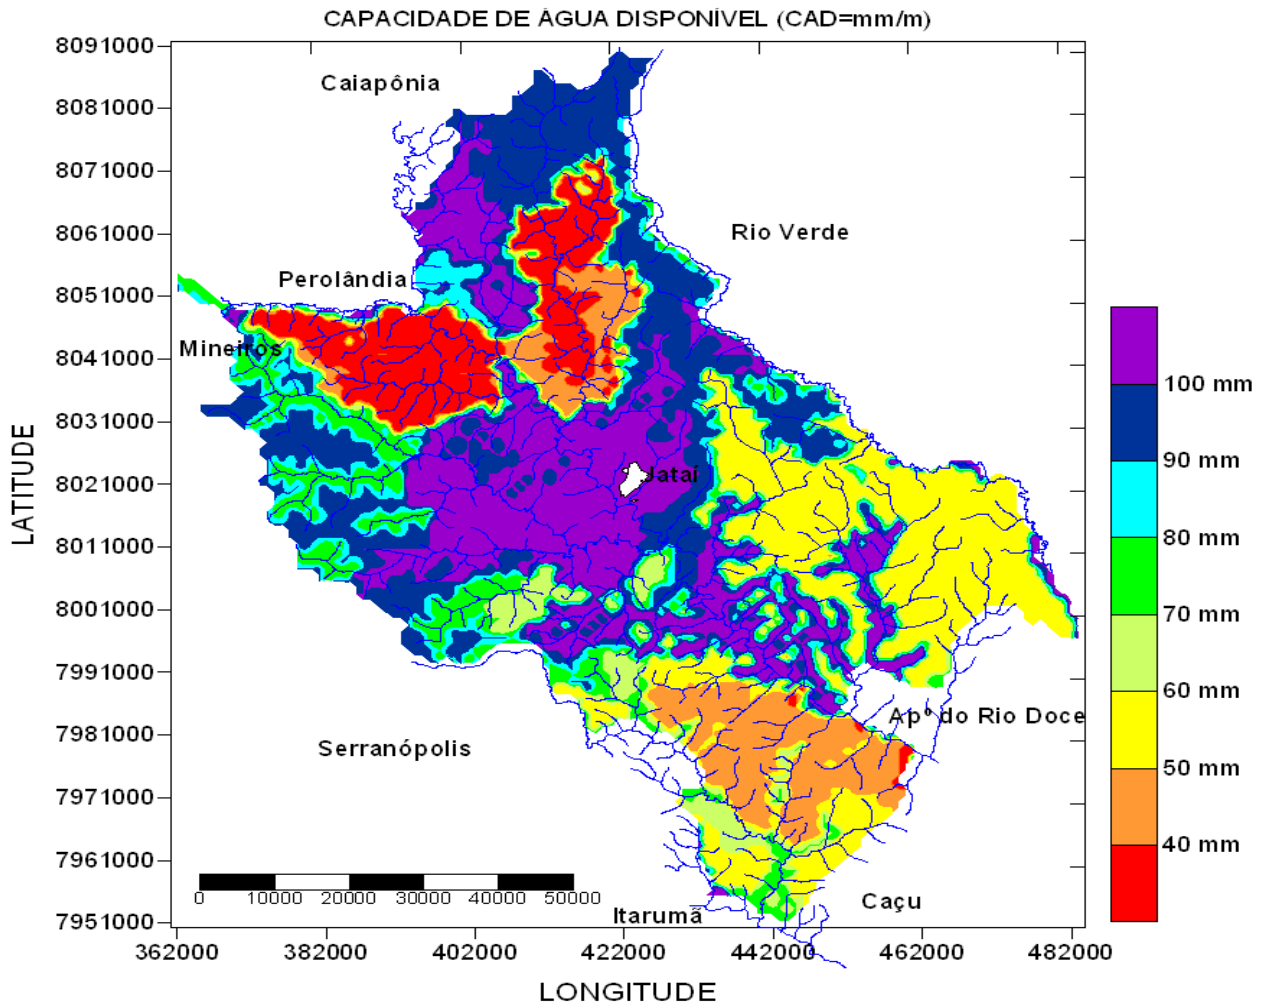 CAPACIDADE DE ÁGUA DISPONÍVEL (CAD=mm/m)
8091000
Caiapônia
8081000
8071000
8061000
Rio Verde
Perolândia
8051000
Mineiros
8041000
100 mm
8031000
90 mm
Jataí
8021000
LATITUDE
80 mm
8011000
70 mm
8001000
60 mm
7991000
Apº do Rio Doce
7981000
Serranópolis
50 mm
7971000
40 mm
7961000
0 10000 20000 30000 40000 50000
Caçu
Itarumã
7951000
362000 382000 402000 422000 442000 462000 482000
LONGITUDE